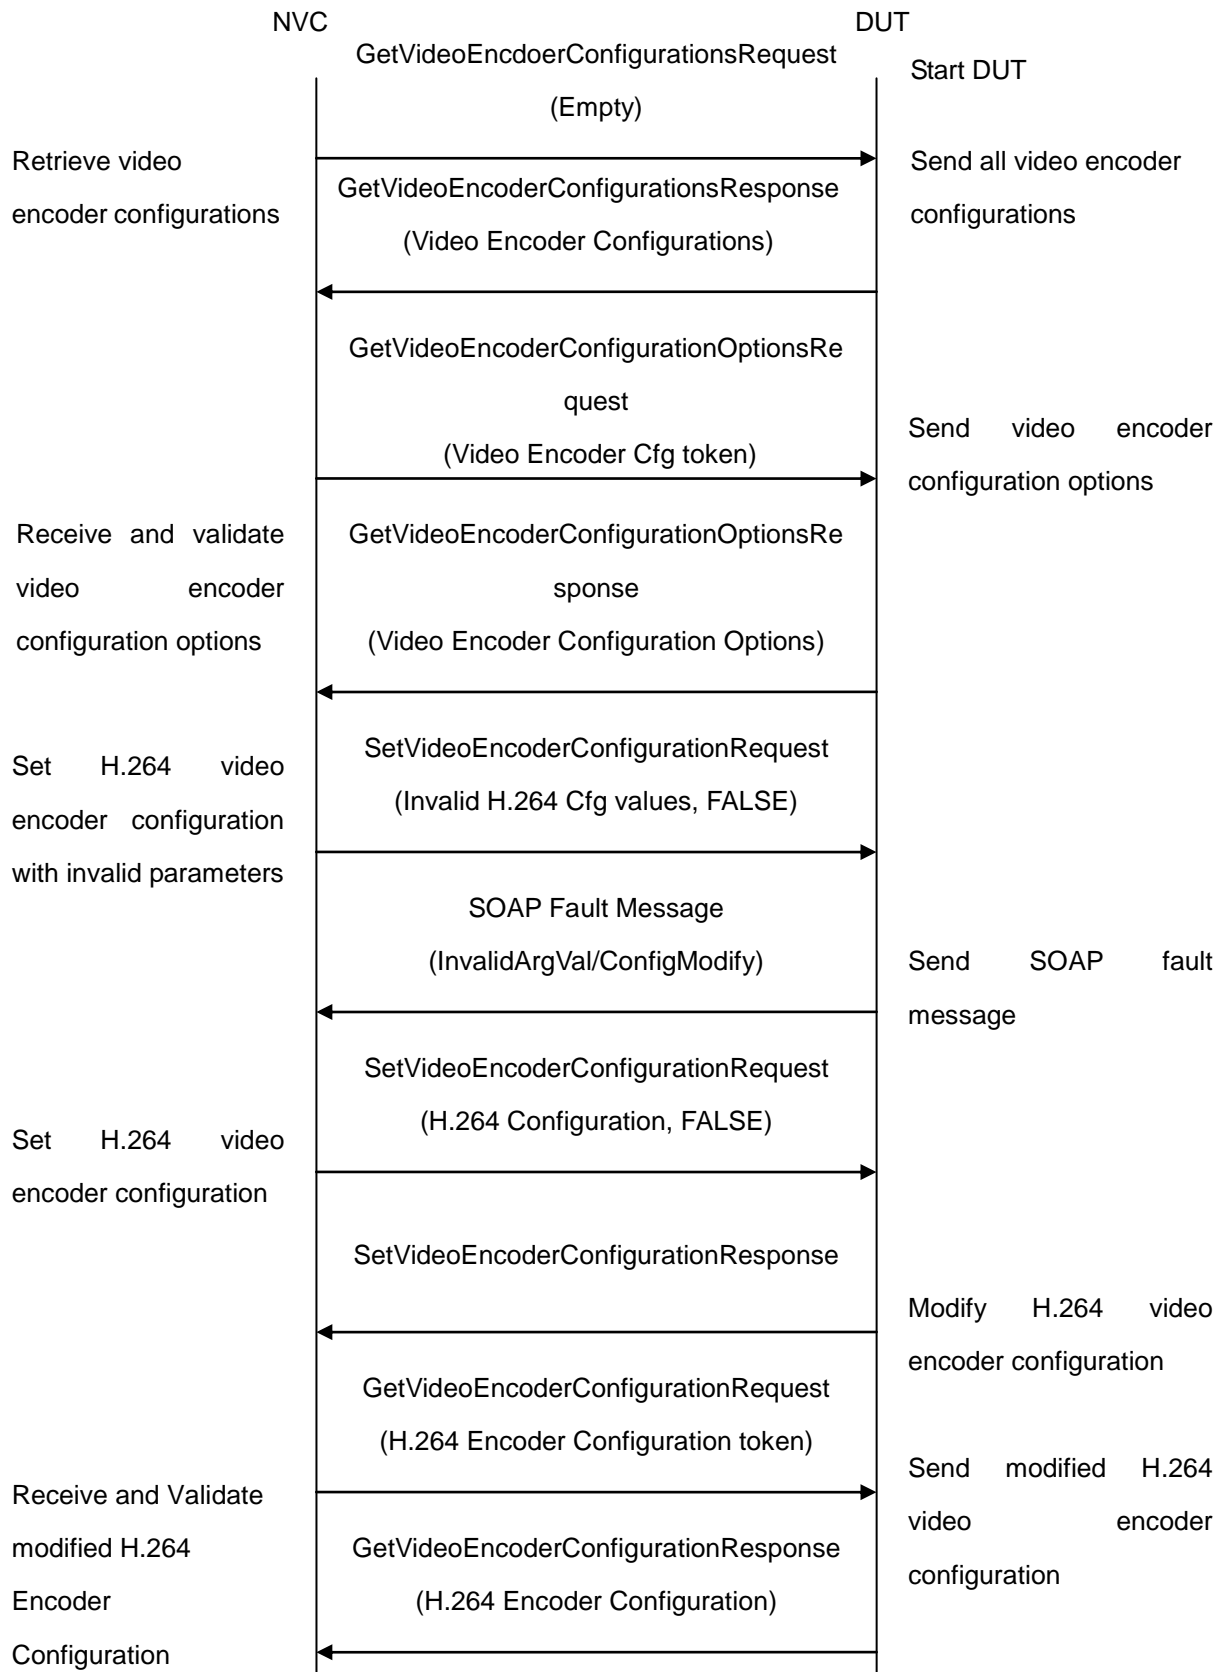 NVC
DUT
GetVideoEncdoerConfigurationsRequest
(Empty)
Start DUT
Retrieve video
encoder configurations
Send all video encoder
configurations
GetVideoEncoderConfigurationsResponse
(Video Encoder Configurations)
GetVideoEncoderConfigurationOptionsRe
quest
(Video Encoder Cfg token)
Send video encoder
configuration options
Receive and validate
video encoder
configuration options
GetVideoEncoderConfigurationOptionsRe
sponse
(Video Encoder Configuration Options)
Set H.264 video
encoder configuration
with invalid parameters
SetVideoEncoderConfigurationRequest
(Invalid H.264 Cfg values, FALSE)
SOAP Fault Message
(InvalidArgVal/ConfigModify)
Send SOAP fault
message
SetVideoEncoderConfigurationRequest
(H.264 Configuration, FALSE)
Set H.264 video
encoder configuration
SetVideoEncoderConfigurationResponse
Modify H.264 video
encoder configuration
GetVideoEncoderConfigurationRequest
(H.264 Encoder Configuration token)
Send modified H.264
video encoder
configuration
Receive and Validate
modified H.264
Encoder
Configuration
GetVideoEncoderConfigurationResponse
(H.264 Encoder Configuration)